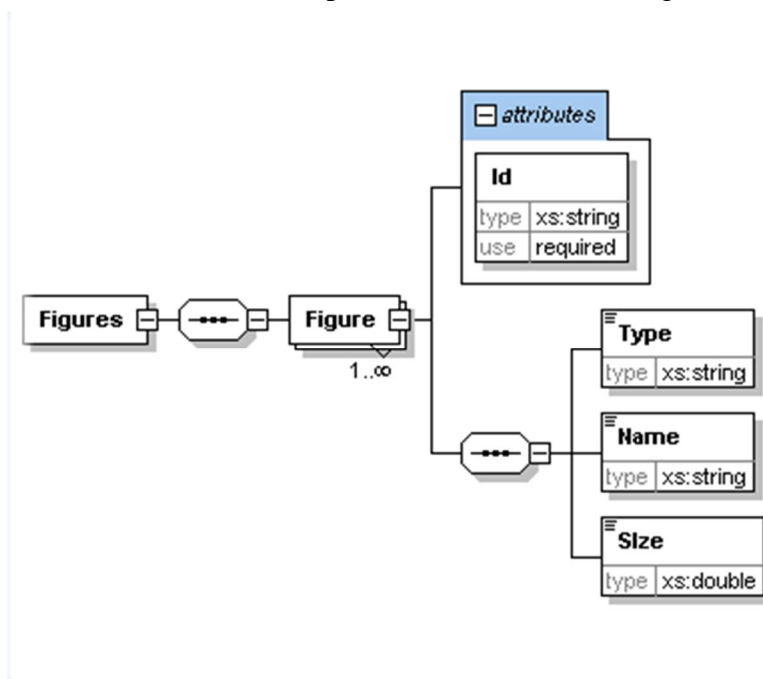 attributes
Id
type xs:string
use required
Figures
Figure
1..∞
Type
type xs:string
Name
type xs:string
SIze
type xs:double